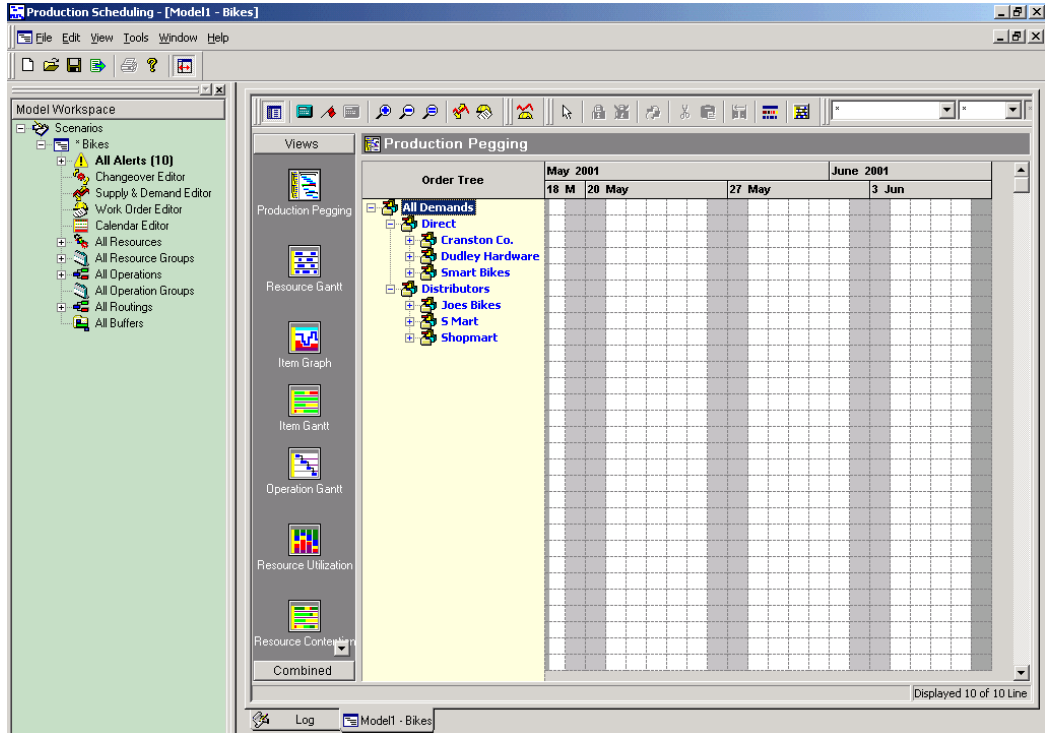 Production Scheduling - [Model1 - Bikes]
File Edit View Tools Window Help
Model Workspace
Scenarios
* Bikes
All Alerts (10)
Changeover Editor
Supply & Demand Editor
Work Order Editor
Calendar Editor
All Resources
All Resource Groups
All Operations
All Operation Groups
All Routings
All Buffers
* *
Views
Production Pegging
Resource Gantt
Item Graph
Item Gantt
Operation Gantt
Resource Utilization
Resource Contention
Combined
Production Pegging
Order Tree
May 2001 June 2001
18 M 20 May 27 May 3 Jun
All Demands
Direct
Cranston Co.
Dudley Hardware
Smart Bikes
Distributors
Joes Bikes
S Mart
Shopmart
Displayed 10 of 10 Line
Log Model1 - Bikes